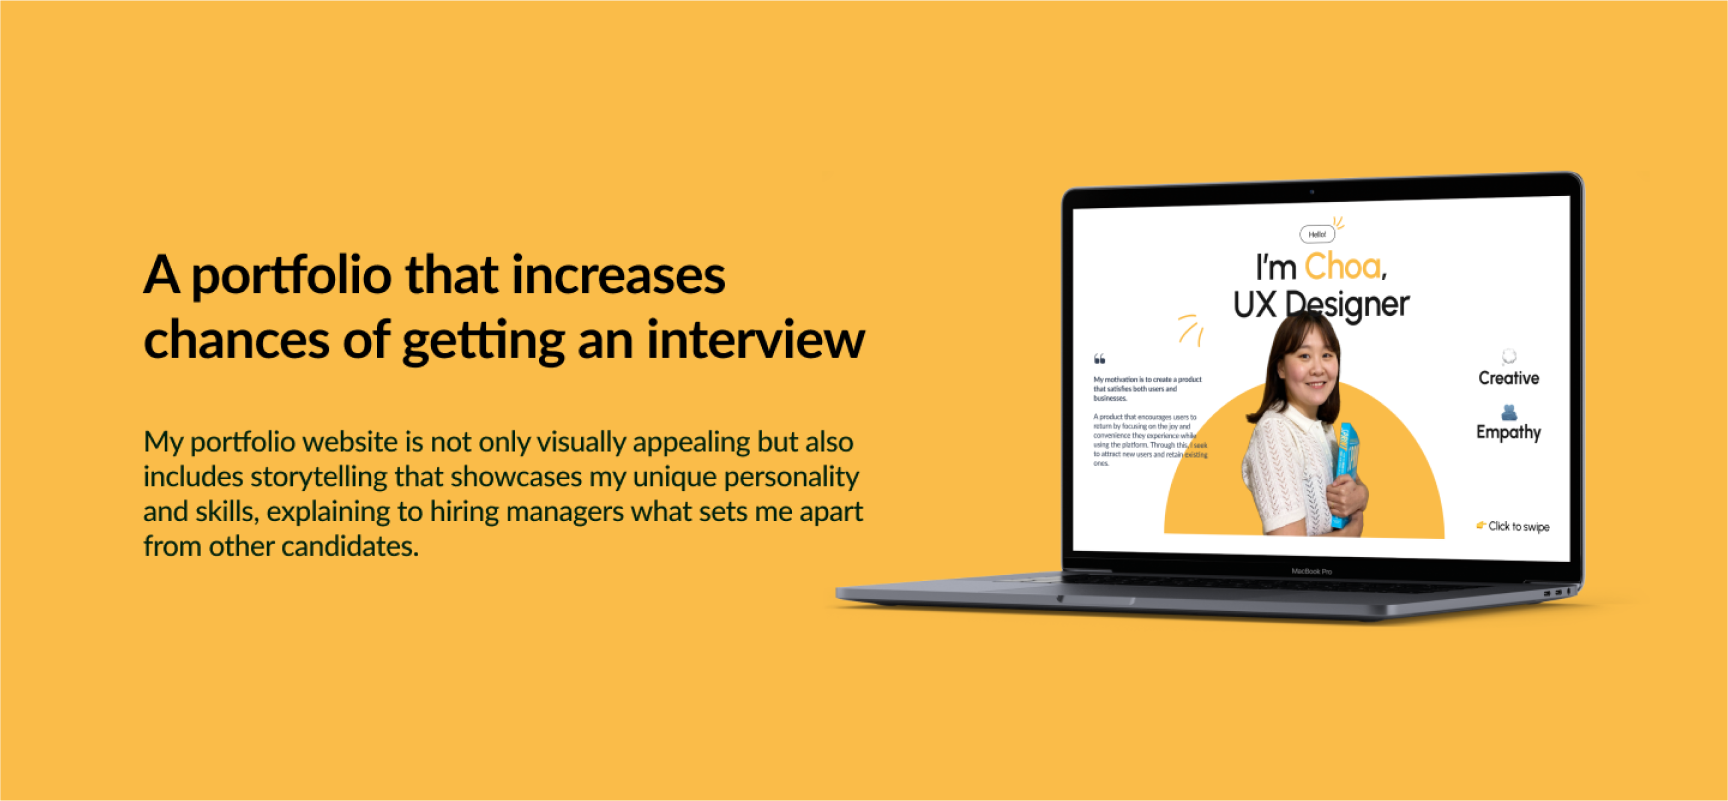 A portfolio that increases
chances of getting an interview
My portfolio website is not only visually appealing but also
includes storytelling that showcases my unique personality
and skills, explaining to hiring managers what sets me apart
from other candidates.
Hello!
I'm Choa,
UX Designer
“
My motivation is to create a product
that satisfies both users and
businesses.
A product that encourages users to
return by focusing on the joy and
convenience they experience while
using the platform. Through this, I seek
to attract new users and retain existing
ones.
Creative
Empathy
Click to swipe
MacBook Pro